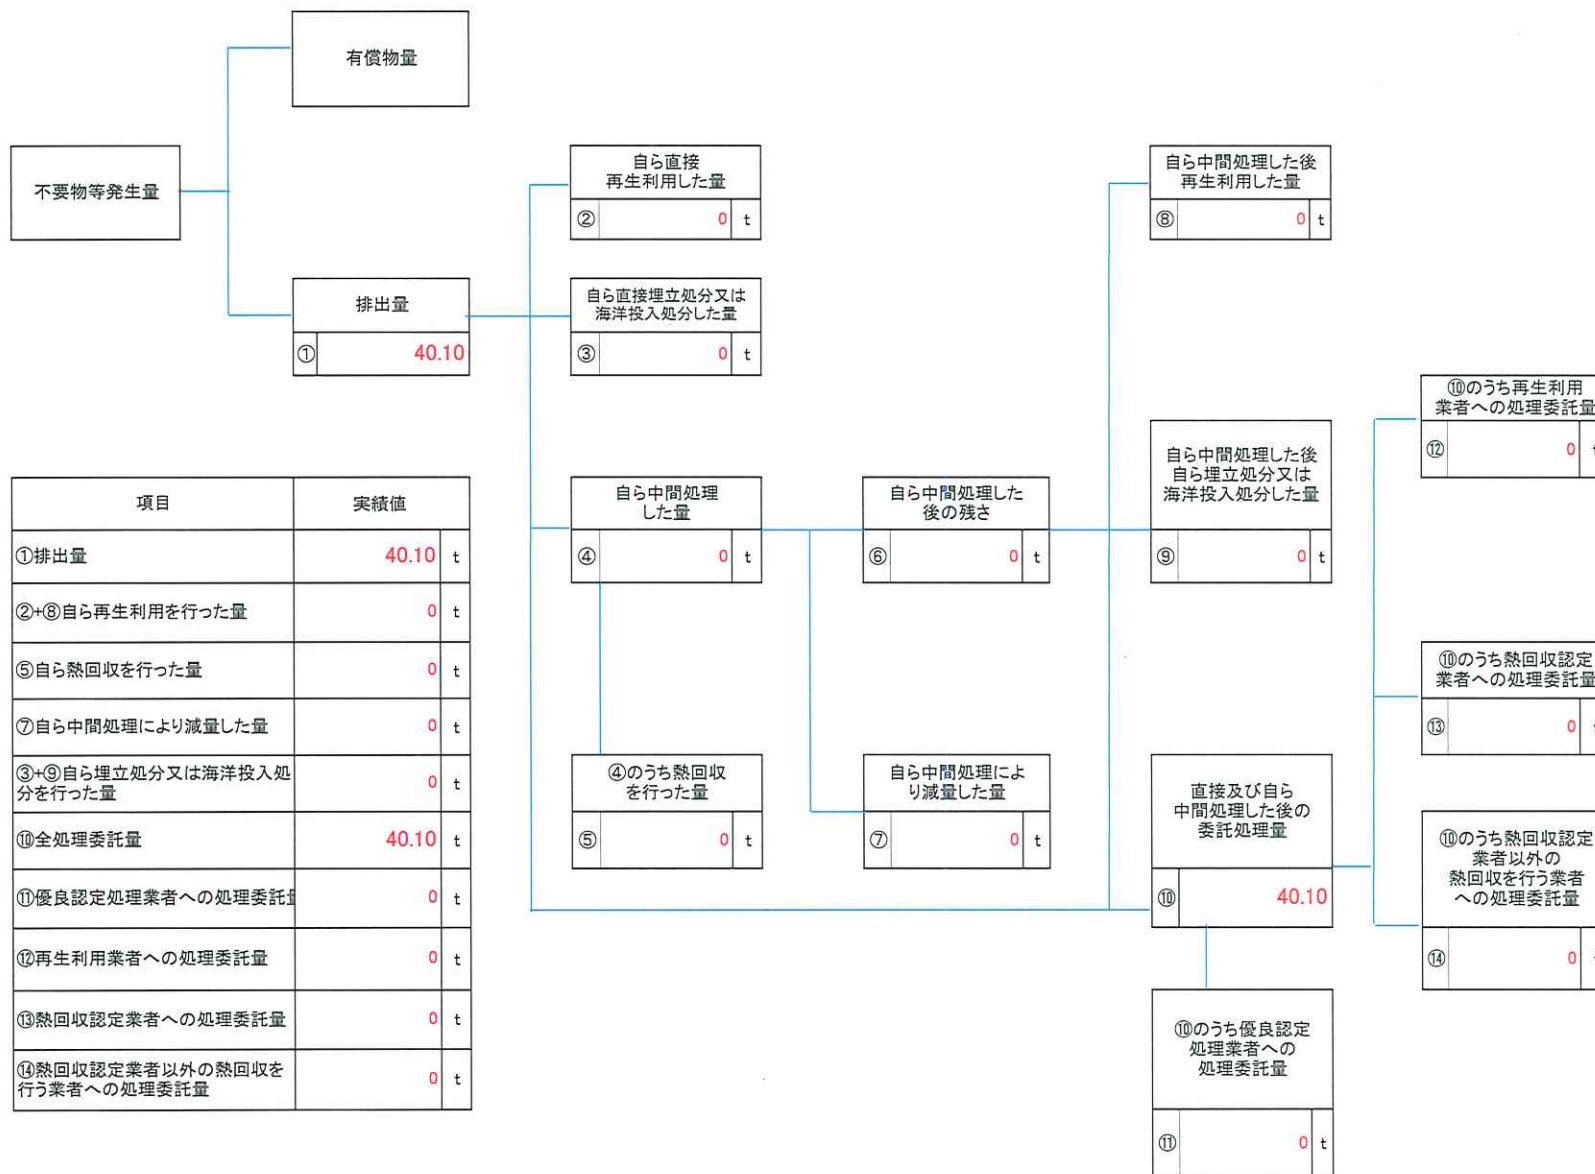 有償物量
不要物等発生量
排出量
① 40.10
自ら直接
再生利用した量
② 0 t
自ら直接埋立処分又は
海洋投入処分した量
③ 0 t
自ら中間処理
した量
④ 0 t
④のうち熱回収
を行った量
⑤ 0 t
自ら中間処理した
後の残さ
⑥ 0 t
自ら中間処理によ
り減量した量
⑦ 0 t
自ら中間処理した後
再生利用した量
⑧ 0 t
自ら中間処理した後
自ら埋立処分又は
海洋投入処分した量
⑨ 0 t
直接及び自ら
中間処理した後の
委託処理量
⑩ 40.10
⑩のうち優良認定
処理業者への
処理委託量
⑪ 0 t
⑩のうち再生利用
業者への処理委託量
⑫ 0
⑩のうち熱回収認定
業者への処理委託量
⑬ 0
⑩のうち熱回収認定
業者以外の
熱回収を行う業者
への処理委託量
⑭ 0
項目 実績値
①排出量 40.10 t
②+⑧自ら再生利用を行った量 0 t
⑤自ら熱回収を行った量 0 t
⑦自ら中間処理により減量した量 0 t
③+⑨自ら埋立処分又は海洋投入処
分を行った量 0 t
⑩全処理委託量 40.10 t
⑪優良認定処理業者への処理委託量 0 t
⑫再生利用業者への処理委託量 0 t
⑬熱回収認定業者への処理委託量 0 t
⑭熱回収認定業者以外の熱回収を
行う業者への処理委託量 0 t